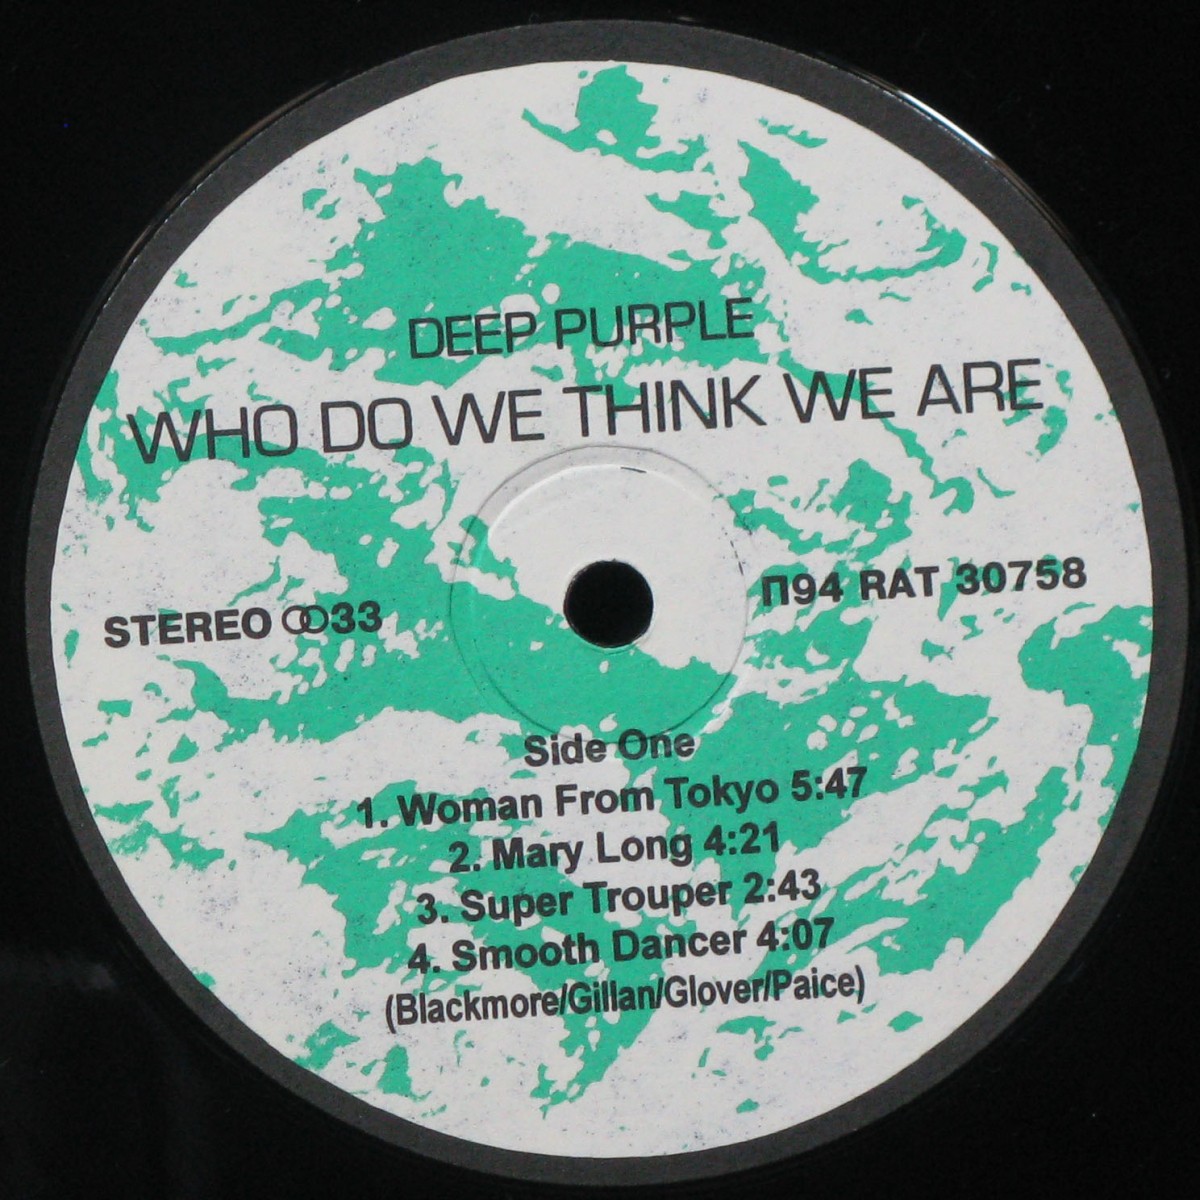 DEEP PURPLE
WHO DO WE THINK WE ARE
STEREO ꝏ33
П94 RAT 30758
Side One
1. Woman From Tokyo 5:47
2. Mary Long 4:21
3. Super Trouper 2:43
4. Smooth Dancer 4:07
(Blackmore/Gillan/Glover/Paice)